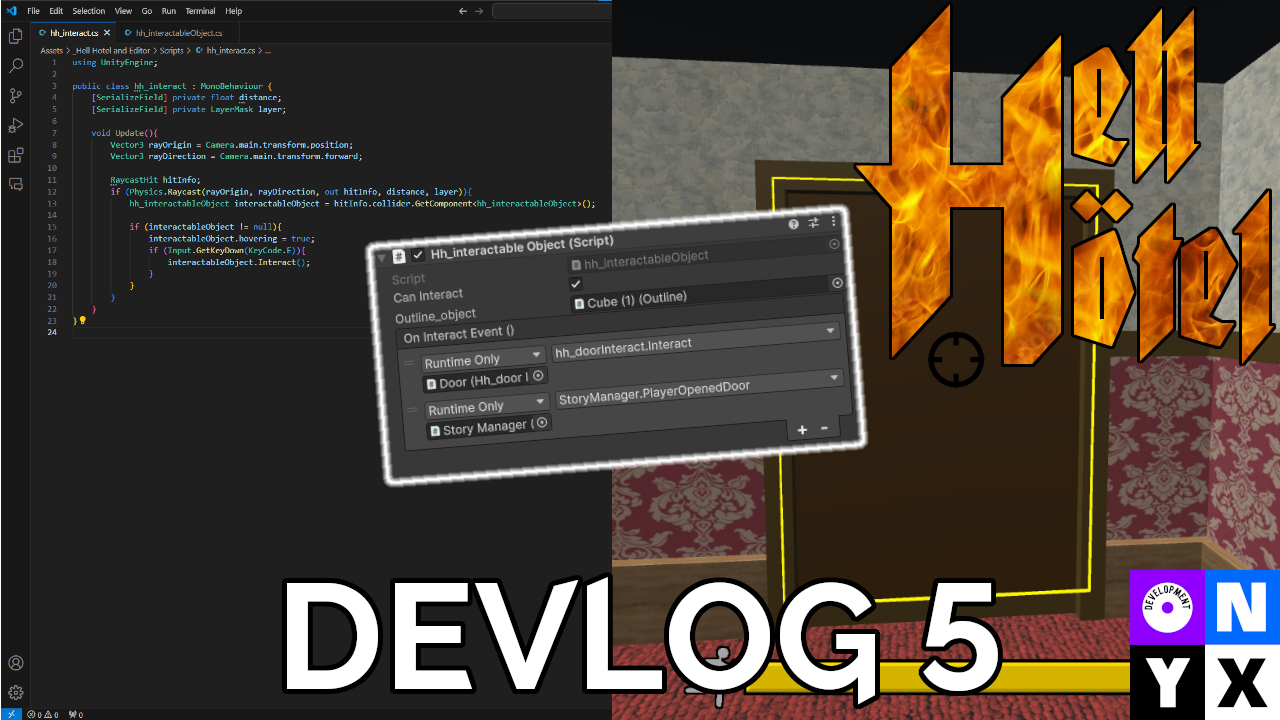 File Edit Selection View Go Run Terminal Help
hh_interact.cs
hh_interactableObject.cs
Assets > _Hell Hotel and Editor > Scripts > hh_interact.cs > ...
1 using UnityEngine;
2
3 public class hh_interact : MonoBehaviour {
4 [SerializeField] private float distance;
5 [SerializeField] private LayerMask layer;
6
7 void Update(){
8 Vector3 rayOrigin = Camera.main.transform.position;
9 Vector3 rayDirection = Camera.main.transform.forward;
10
11 RaycastHit hitInfo;
12 if (Physics.Raycast(rayOrigin, rayDirection, out hitInfo, distance, layer)){
13 hh_interactableObject interactableObject = hitInfo.collider.GetComponent<hh_interactableObject>();
14
15 if (interactableObject != null){
16 interactableObject.hovering = true;
17 if (Input.GetKeyDown(KeyCode.E)){
18 interactableObject.Interact();
19 }
20 }
21 }
22 }
23 }
24
0 0 0
Hh_interactable Object (Script)
Script hh_interactableObject
Can Interact
Outline_object Cube (1) (Outline)
On Interact Event ()
Runtime Only hh_doorInteract.Interact
Door (Hh_door I
Runtime Only StoryManager.PlayerOpenedDoor
Story Manager (
+ -
Hell
Hötel
DEVLOG 5
DEVELOPMENT
ON
YX